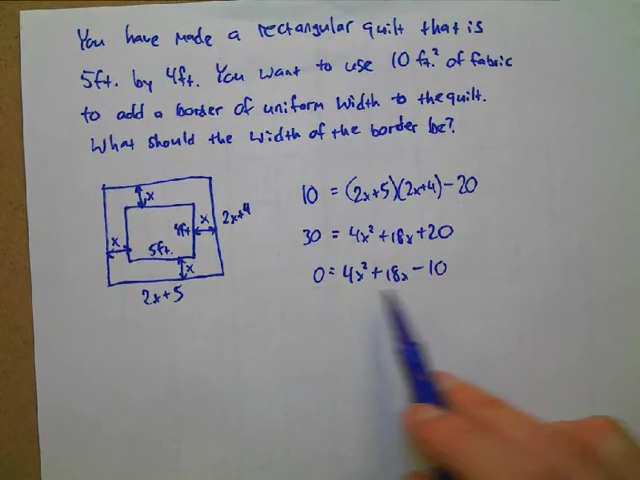 You have made a rectangular quilt that is
5ft. by 4ft. You want to use 10 ft.² of fabric
to add a border of uniform width to the quilt.
What should the width of the border be?
x
4ft
x
2x+4
x
5ft.
x
2x+5
10 = (2x+5)(2x+4)-20
30 = 4x²+18x+20
0 = 4x²+18x-10